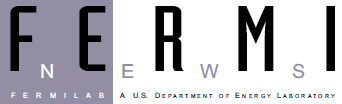 FERMI
NEWS
FERMILAB A U.S. DEPARTMENT OF ENERGY LABORATORY